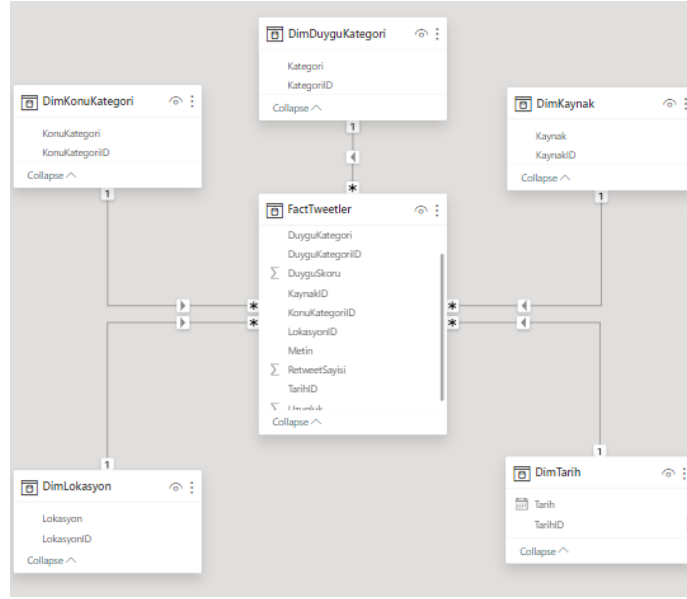 DimDuyguKategori
Kategori
KategoriID
Collapse
DimKonuKategori
KonuKategori
KonuKategoriID
Collapse
DimKaynak
Kaynak
KaynakID
Collapse
1
1
1
*
FactTweetler
DuyguKategori
DuyguKategoriID
∑ DuyguSkoru
KaynakID
KonuKategoriID
LokasyonID
Metin
∑ RetweetSayisi
TarihID
∑ Uzunluk
Collapse
*
*
*
*
1
1
DimLokasyon
Lokasyon
LokasyonID
Collapse
DimTarih
Tarih
TarihID
Collapse